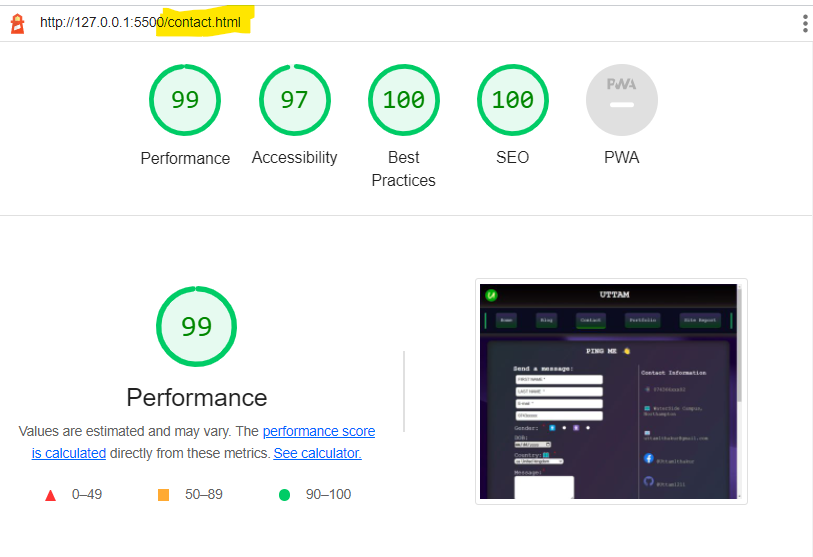 http://127.0.0.1:5500/contact.html
99
97
100
100
PWA
Performance
Accessibility
Best
Practices
SEO
PWA
99
Performance
Values are estimated and may vary. The performance score
is calculated directly from these metrics. See calculator.
0–49
50–89
90–100
UTTAM
Home
Blog
Contact
Portfolio
Site Report
PING ME
Send a message:
FIRST NAME *
LAST NAME *
E-mail *
Gender:
DOB:
Country:
Message:
Contact Information
Waterside Campus,
Northampton